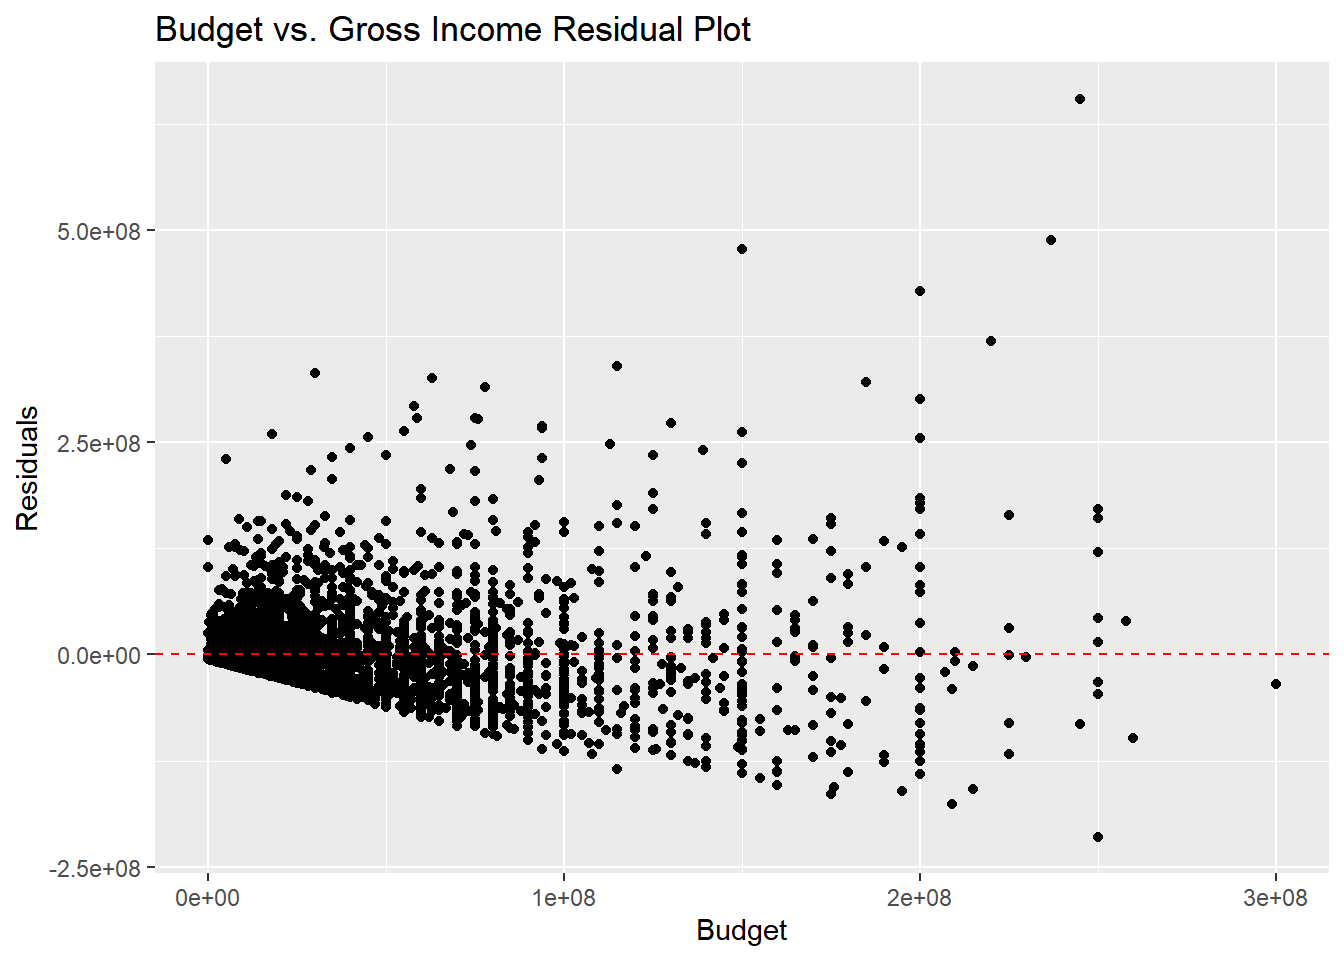 Budget vs. Gross Income Residual Plot
Residuals
5.0e+08
2.5e+08
0.0e+00
-2.5e+08
0e+00
1e+08
2e+08
3e+08
Budget